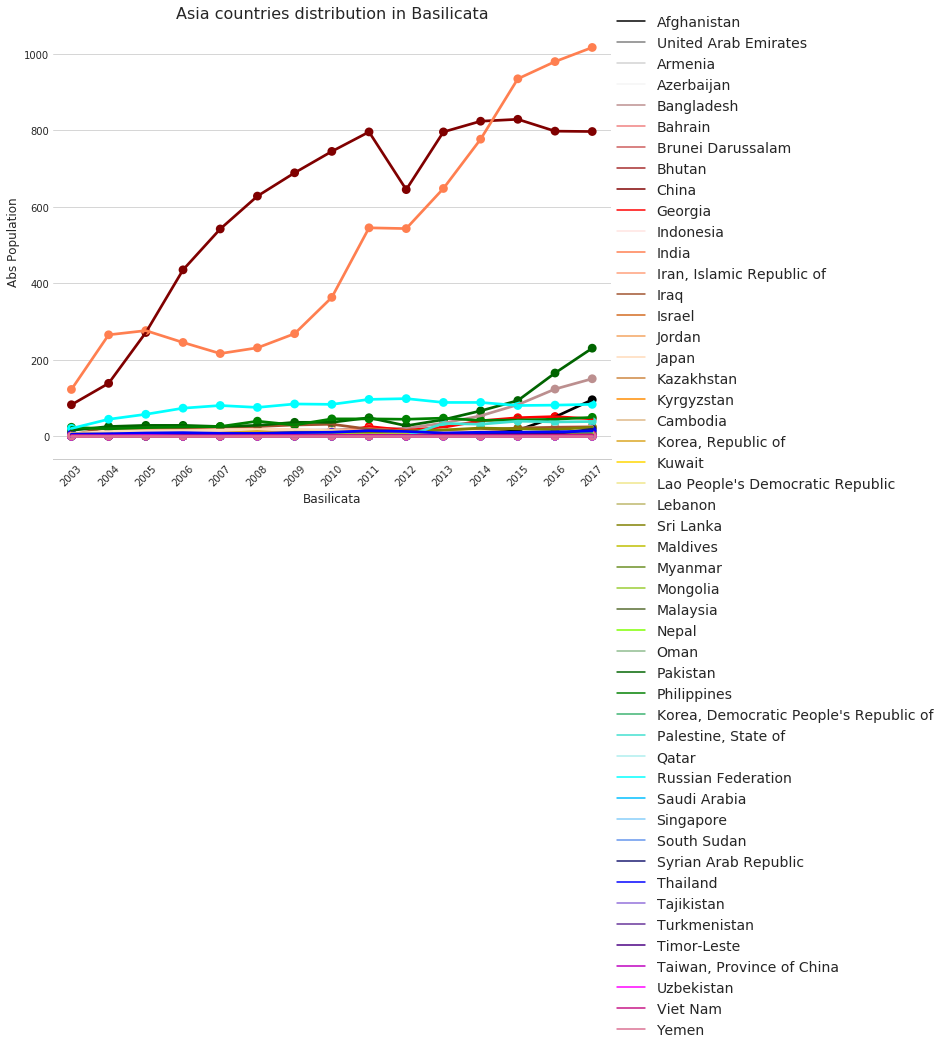 Asia countries distribution in Basilicata
1000
800
600
400
200
0
Abs Population
2003
2004
2005
2006
2007
2008
2009
2010
2011
2012
2013
2014
2015
2016
2017
Basilicata
Afghanistan
United Arab Emirates
Armenia
Azerbaijan
Bangladesh
Bahrain
Brunei Darussalam
Bhutan
China
Georgia
Indonesia
India
Iran, Islamic Republic of
Iraq
Israel
Jordan
Japan
Kazakhstan
Kyrgyzstan
Cambodia
Korea, Republic of
Kuwait
Lao People's Democratic Republic
Lebanon
Sri Lanka
Maldives
Myanmar
Mongolia
Malaysia
Nepal
Oman
Pakistan
Philippines
Korea, Democratic People's Republic of
Palestine, State of
Qatar
Russian Federation
Saudi Arabia
Singapore
South Sudan
Syrian Arab Republic
Thailand
Tajikistan
Turkmenistan
Timor-Leste
Taiwan, Province of China
Uzbekistan
Viet Nam
Yemen